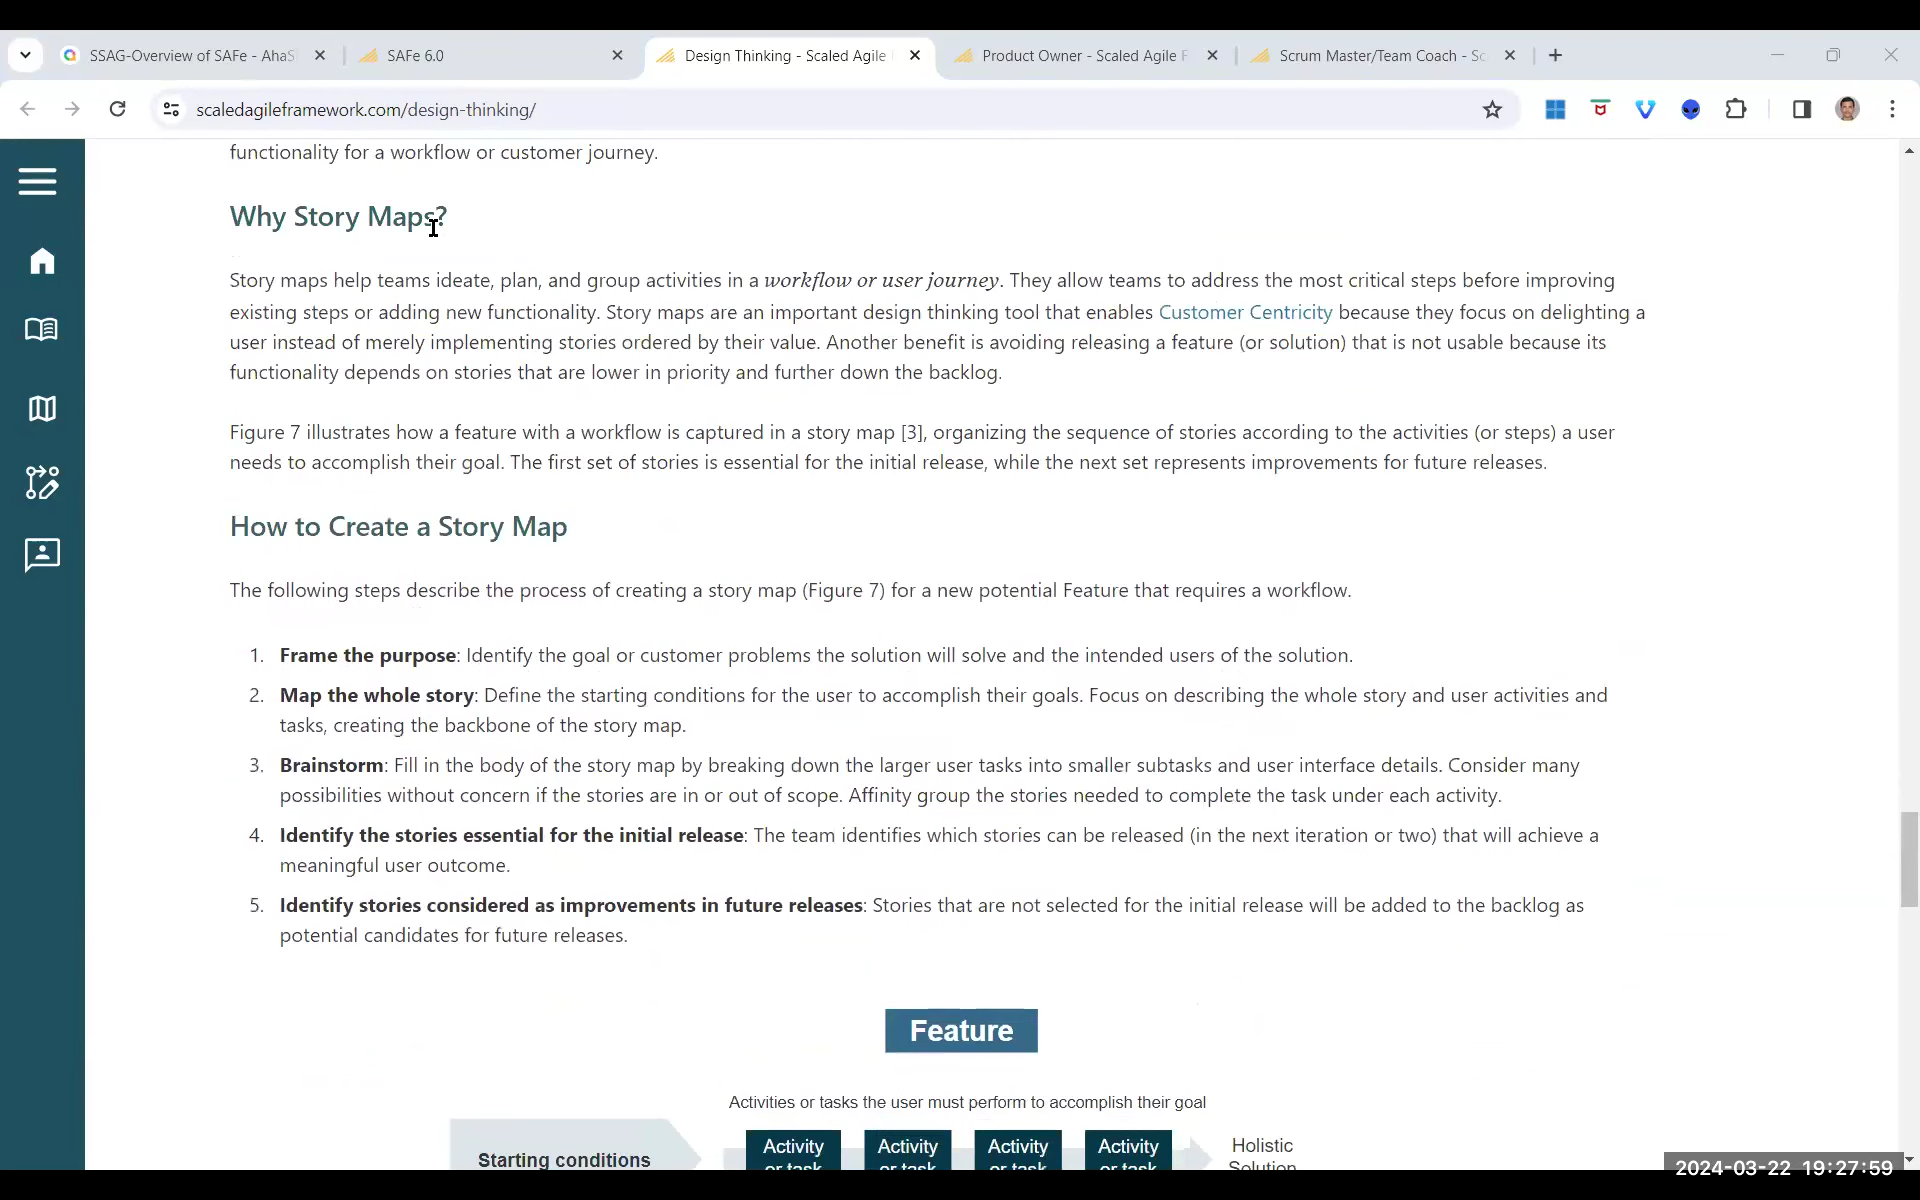 SSAG-Overview of SAFe - AhaS
SAFe 6.0
Design Thinking - Scaled Agile
Product Owner - Scaled Agile F
Scrum Master/Team Coach - Sc
scaledagileframework.com/design-thinking/
functionality for a workflow or customer journey.
Why Story Maps?
Story maps help teams ideate, plan, and group activities in a workflow or user journey. They allow teams to address the most critical steps before improving
existing steps or adding new functionality. Story maps are an important design thinking tool that enables Customer Centricity because they focus on delighting a
user instead of merely implementing stories ordered by their value. Another benefit is avoiding releasing a feature (or solution) that is not usable because its
functionality depends on stories that are lower in priority and further down the backlog.
Figure 7 illustrates how a feature with a workflow is captured in a story map [3], organizing the sequence of stories according to the activities (or steps) a user
needs to accomplish their goal. The first set of stories is essential for the initial release, while the next set represents improvements for future releases.
How to Create a Story Map
The following steps describe the process of creating a story map (Figure 7) for a new potential Feature that requires a workflow.
1. Frame the purpose: Identify the goal or customer problems the solution will solve and the intended users of the solution.
2. Map the whole story: Define the starting conditions for the user to accomplish their goals. Focus on describing the whole story and user activities and
tasks, creating the backbone of the story map.
3. Brainstorm: Fill in the body of the story map by breaking down the larger user tasks into smaller subtasks and user interface details. Consider many
possibilities without concern if the stories are in or out of scope. Affinity group the stories needed to complete the task under each activity.
4. Identify the stories essential for the initial release: The team identifies which stories can be released (in the next iteration or two) that will achieve a
meaningful user outcome.
5. Identify stories considered as improvements in future releases: Stories that are not selected for the initial release will be added to the backlog as
potential candidates for future releases.
Feature
Activities or tasks the user must perform to accomplish their goal
Starting conditions
Activity
or task
Activity
or task
Activity
or task
Activity
or task
Holistic
Solution
2024-03-22 19:27:59